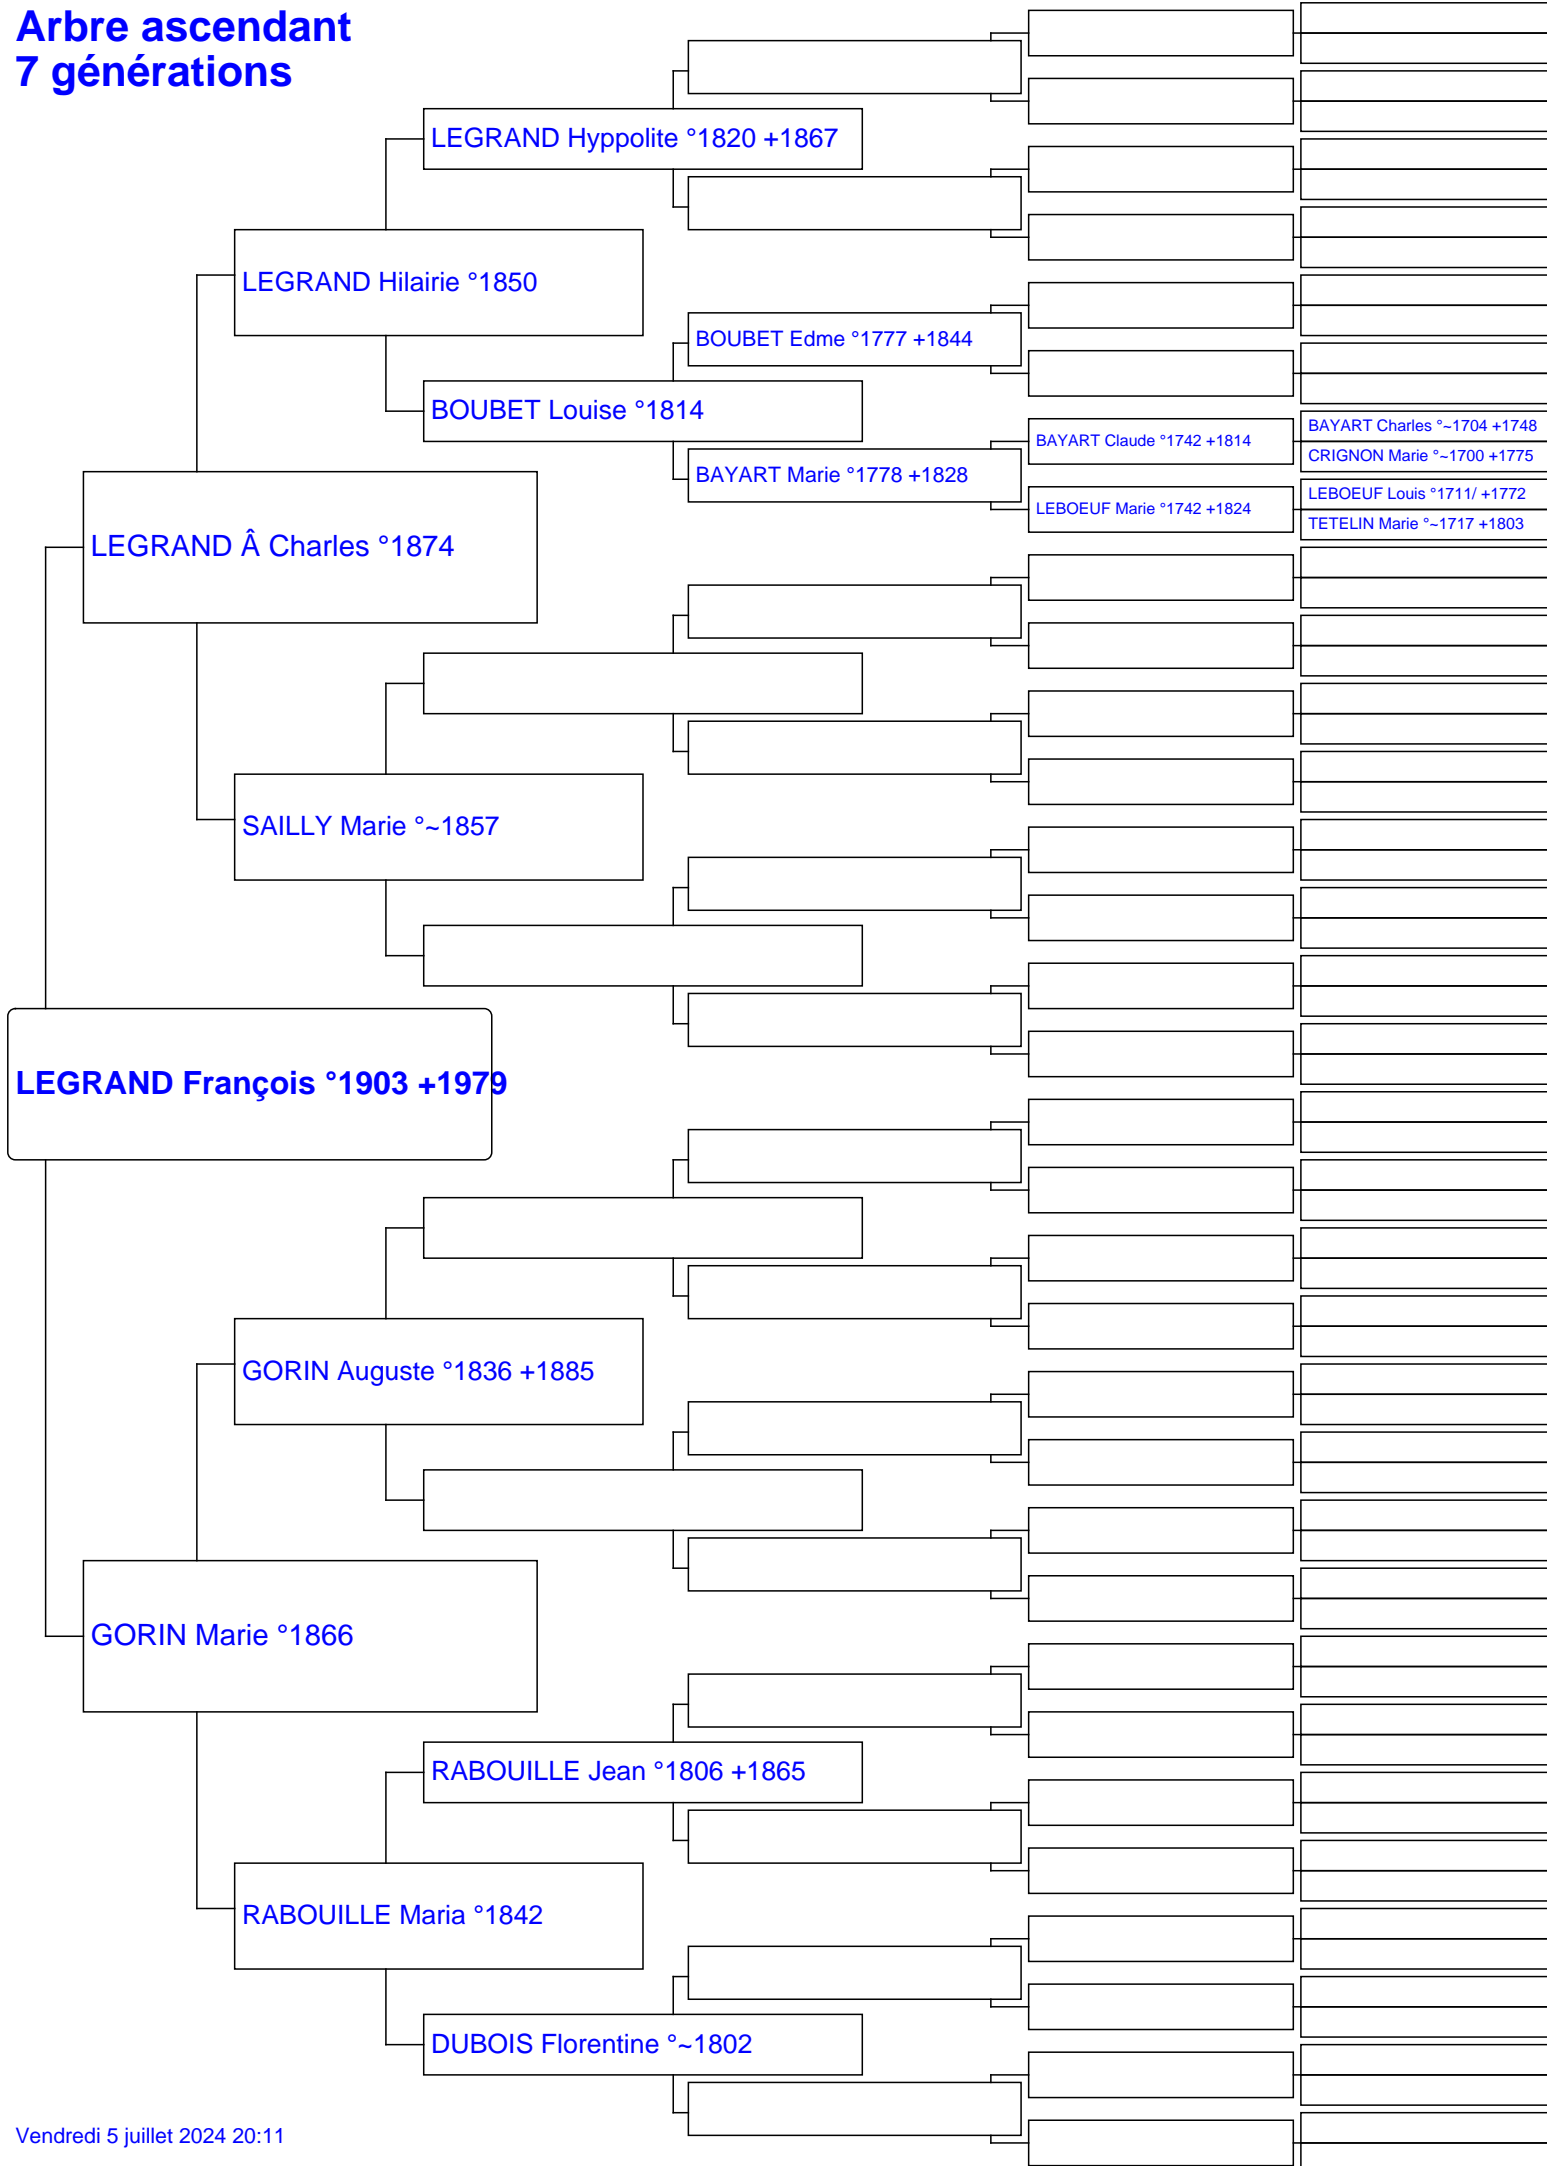 Arbre ascendant
7 générations
LEGRAND Hyppolite °1820 +1867
LEGRAND Hilairie °1850
BOUBET Edme °1777 +1844
BOUBET Louise °1814
BAYART Charles °~1704 +1748
BAYART Claude °1742 +1814
CRIGNON Marie °~1700 +1775
BAYART Marie °1778 +1828
LEBOEUF Louis °1711/ +1772
LEBOEUF Marie °1742 +1824
TETELIN Marie °~1717 +1803
LEGRAND Â Charles °1874
SAILLY Marie °~1857
LEGRAND François °1903 +1979
GORIN Auguste °1836 +1885
GORIN Marie °1866
RABOUILLE Jean °1806 +1865
RABOUILLE Maria °1842
DUBOIS Florentine °~1802
Vendredi 5 juillet 2024 20:11